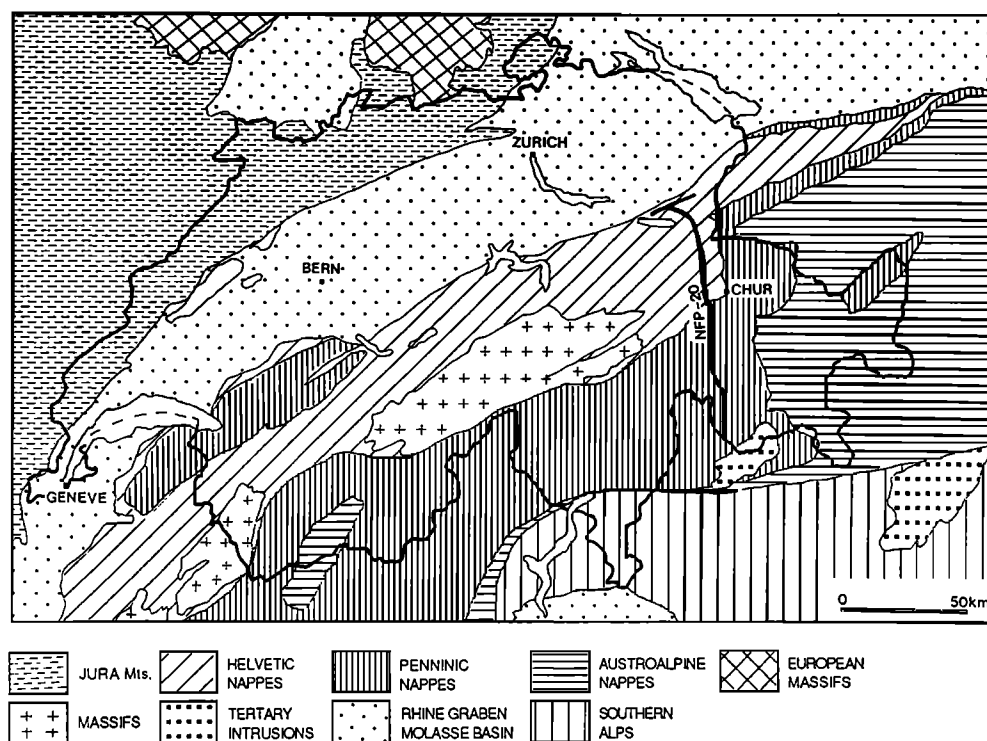 ZURICH
BERN
NFP-20
CHUR
GENEVE
0 50km
JURA Mts.
HELVETIC NAPPES
PENNINIC NAPPES
AUSTROALPINE NAPPES
EUROPEAN MASSIFS
MASSIFS
TERTARY INTRUSIONS
RHINE GRABEN MOLASSE BASIN
SOUTHERN ALPS